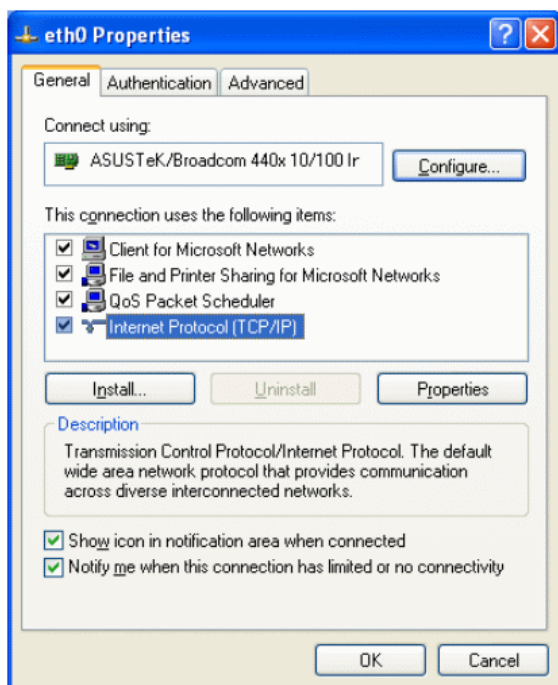 eth0 Properties
General Authentication Advanced
Connect using:
ASUSTeK/Broadcom 440x 10/100 Ir
Configure...
This connection uses the following items:
Client for Microsoft Networks
File and Printer Sharing for Microsoft Networks
QoS Packet Scheduler
Internet Protocol (TCP/IP)
Install... Uninstall Properties
Description
Transmission Control Protocol/Internet Protocol. The default
wide area network protocol that provides communication
across diverse interconnected networks.
Show icon in notification area when connected
Notify me when this connection has limited or no connectivity
OK Cancel